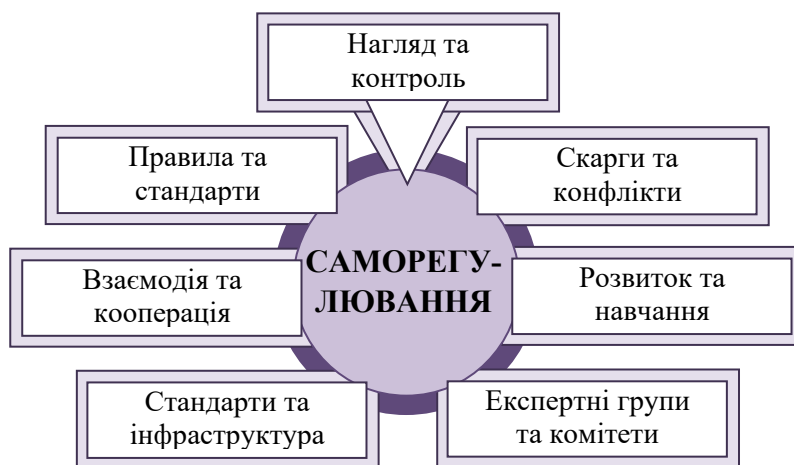 Нагляд та
контроль
Правила та
стандарти
Скарги та
конфлікти
САМОРЕГУ-
ЛЮВАННЯ
Взаємодія та
кооперація
Розвиток та
навчання
Стандарти та
інфраструктура
Експертні групи
та комітети